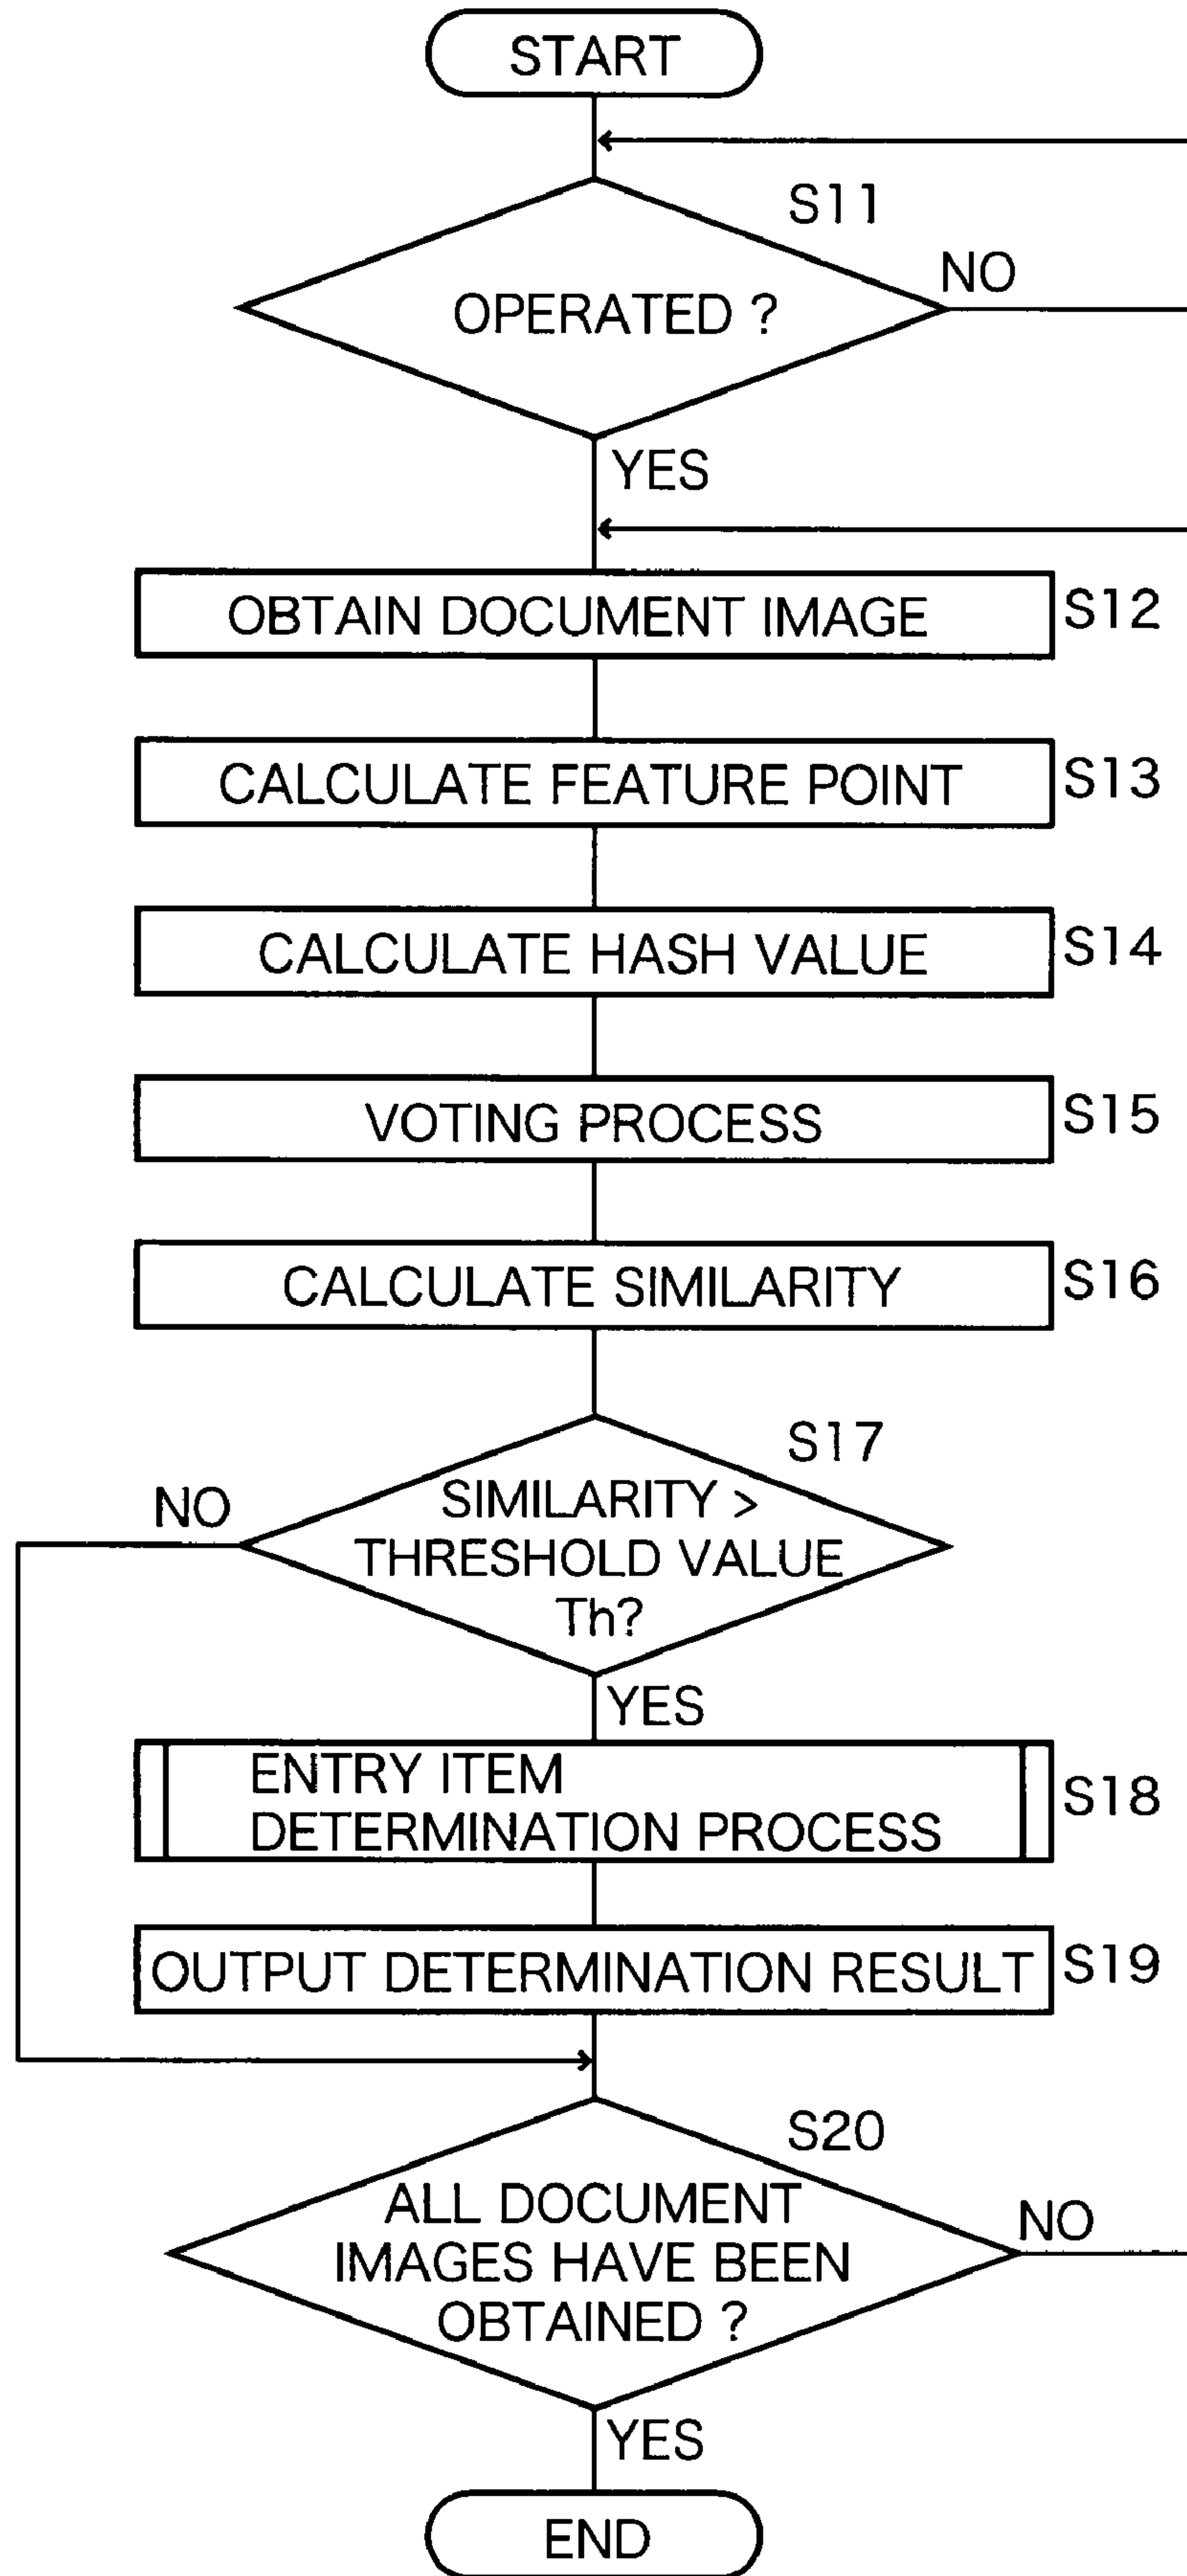 START
S11
OPERATED ?
NO
YES
OBTAIN DOCUMENT IMAGE
S12
CALCULATE FEATURE POINT
S13
CALCULATE HASH VALUE
S14
VOTING PROCESS
S15
CALCULATE SIMILARITY
S16
S17
NO
SIMILARITY >
THRESHOLD VALUE
Th?
YES
ENTRY ITEM
DETERMINATION PROCESS
S18
OUTPUT DETERMINATION RESULT
S19
S20
ALL DOCUMENT
IMAGES HAVE BEEN
OBTAINED ?
NO
YES
END